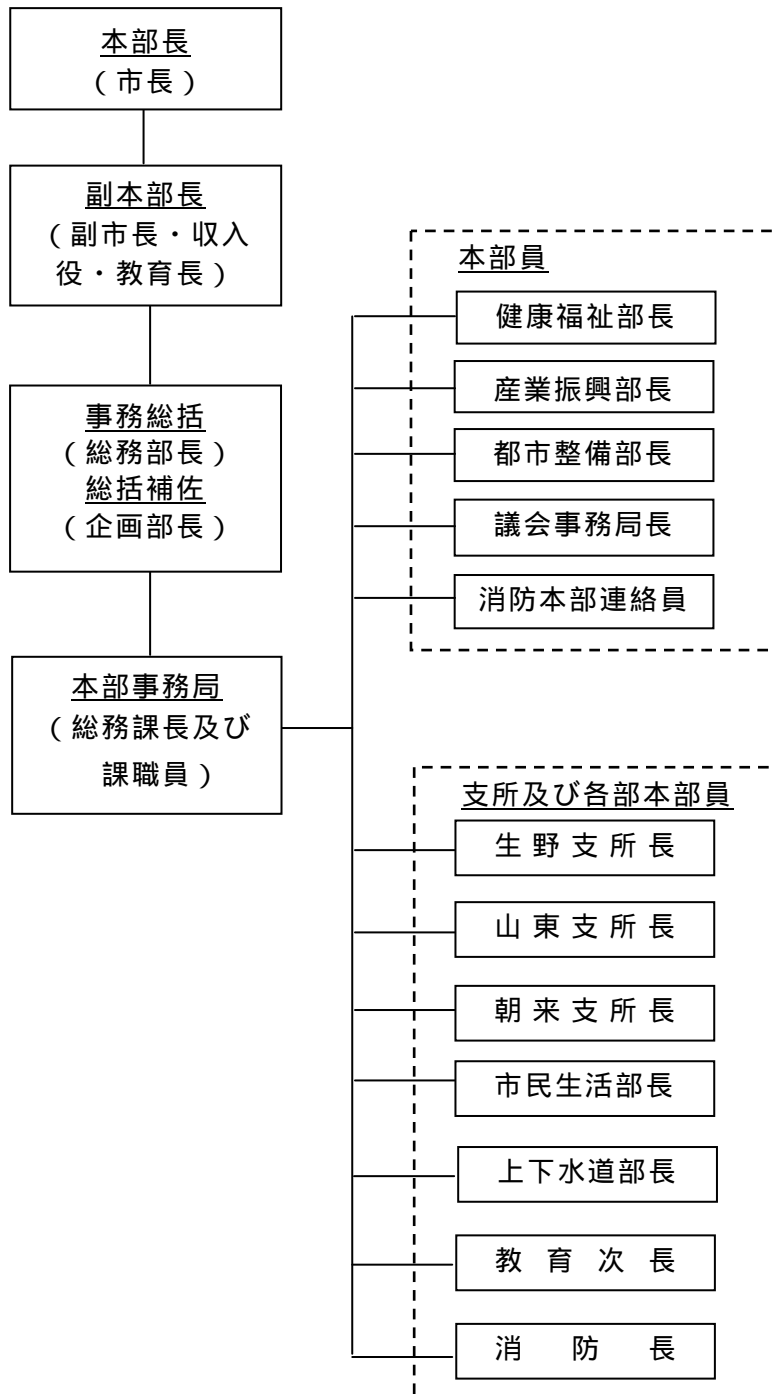 本部長
(市長)
副本部長
(副市長・収入
役・教育長)
事務総括
(総務部長)
総括補佐
(企画部長)
本部事務局
(総務課長及び
課職員)
本部員
健康福祉部長
産業振興部長
都市整備部長
議会事務局長
消防本部連絡員
支所及び各部本部員
生野支所長
山東支所長
朝来支所長
市民生活部長
上下水道部長
教育次長
消防長